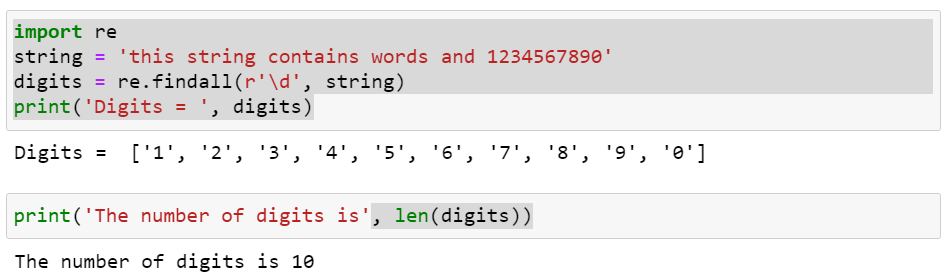 import re
string = 'this string contains words and 1234567890'
digits = re.findall(r'\d', string)
print('Digits = ', digits)
Digits =  ['1', '2', '3', '4', '5', '6', '7', '8', '9', '0']
print('The number of digits is', len(digits))
The number of digits is 10